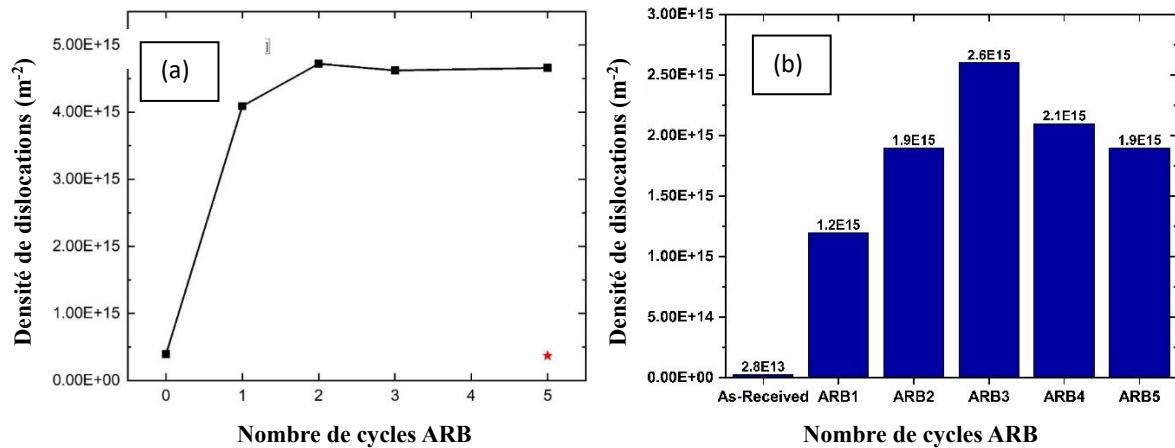 (a)
Densité de dislocations (m-2)
5.00E+15
4.00E+15
3.00E+15
2.00E+15
1.00E+15
0.00E+00
0 1 2 3 4 5
Nombre de cycles ARB
(b)
Densité de dislocations (m-2)
3.00E+15
2.50E+15
2.00E+15
1.50E+15
1.00E+15
5.00E+14
0.00E+00
2.8E13
1.2E15
1.9E15
2.6E15
2.1E15
1.9E15
As-Received ARB1 ARB2 ARB3 ARB4 ARB5
Nombre de cycles ARB